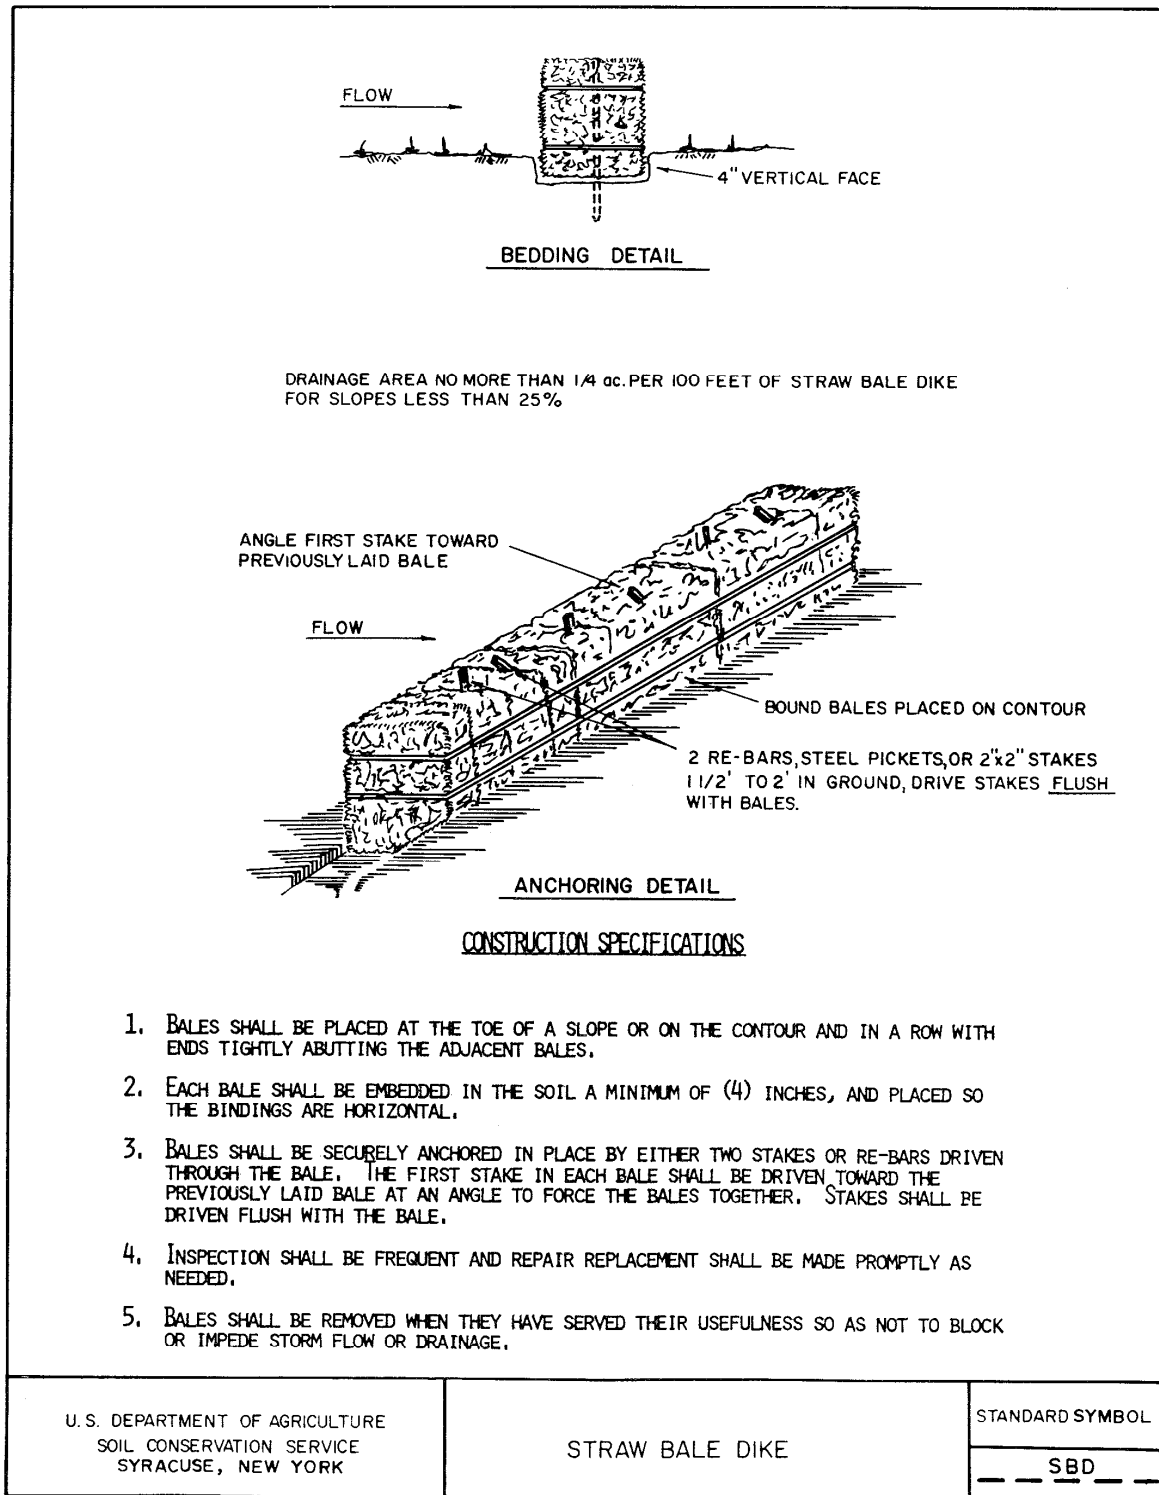 FLOW
4" VERTICAL FACE
BEDDING DETAIL
DRAINAGE AREA NO MORE THAN 1/4 ac. PER 100 FEET OF STRAW BALE DIKE
FOR SLOPES LESS THAN 25%
ANGLE FIRST STAKE TOWARD
PREVIOUSLY LAID BALE
FLOW
BOUND BALES PLACED ON CONTOUR
2 RE-BARS, STEEL PICKETS, OR 2"x2" STAKES
1 1/2' TO 2' IN GROUND, DRIVE STAKES FLUSH
WITH BALES.
ANCHORING DETAIL
CONSTRUCTION SPECIFICATIONS
1. BALES SHALL BE PLACED AT THE TOE OF A SLOPE OR ON THE CONTOUR AND IN A ROW WITH
ENDS TIGHTLY ABUTTING THE ADJACENT BALES.
2. EACH BALE SHALL BE EMBEDDED IN THE SOIL A MINIMUM OF (4) INCHES, AND PLACED SO
THE BINDINGS ARE HORIZONTAL.
3. BALES SHALL BE SECURELY ANCHORED IN PLACE BY EITHER TWO STAKES OR RE-BARS DRIVEN
THROUGH THE BALE. THE FIRST STAKE IN EACH BALE SHALL BE DRIVEN TOWARD THE
PREVIOUSLY LAID BALE AT AN ANGLE TO FORCE THE BALES TOGETHER. STAKES SHALL BE
DRIVEN FLUSH WITH THE BALE.
4. INSPECTION SHALL BE FREQUENT AND REPAIR REPLACEMENT SHALL BE MADE PROMPTLY AS
NEEDED.
5. BALES SHALL BE REMOVED WHEN THEY HAVE SERVED THEIR USEFULNESS SO AS NOT TO BLOCK
OR IMPEDE STORM FLOW OR DRAINAGE.
U.S. DEPARTMENT OF AGRICULTURE
SOIL CONSERVATION SERVICE
SYRACUSE, NEW YORK
STRAW BALE DIKE
STANDARD SYMBOL
SBD